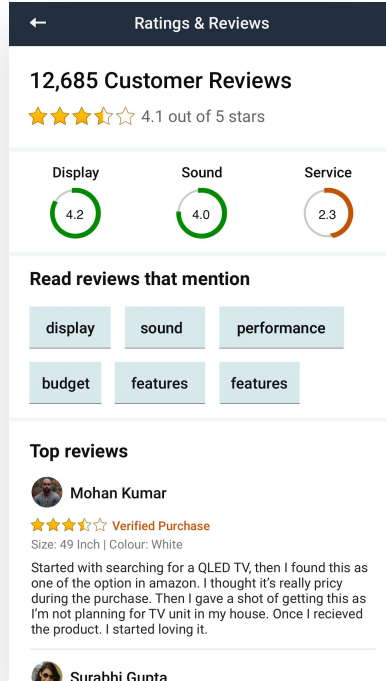 Ratings & Reviews
12,685 Customer Reviews
4.1 out of 5 stars
Display Sound Service
4.2 4.0 2.3
Read reviews that mention
display sound performance
budget features features
Top reviews
Mohan Kumar
Verified Purchase
Size: 49 Inch | Colour: White
Started with searching for a QLED TV, then I found this as
one of the option in amazon. I thought it's really pricy
during the purchase. Then I gave a shot of getting this as
I'm not planning for TV unit in my house. Once I recieved
the product. I started loving it.
Surabhi Gupta